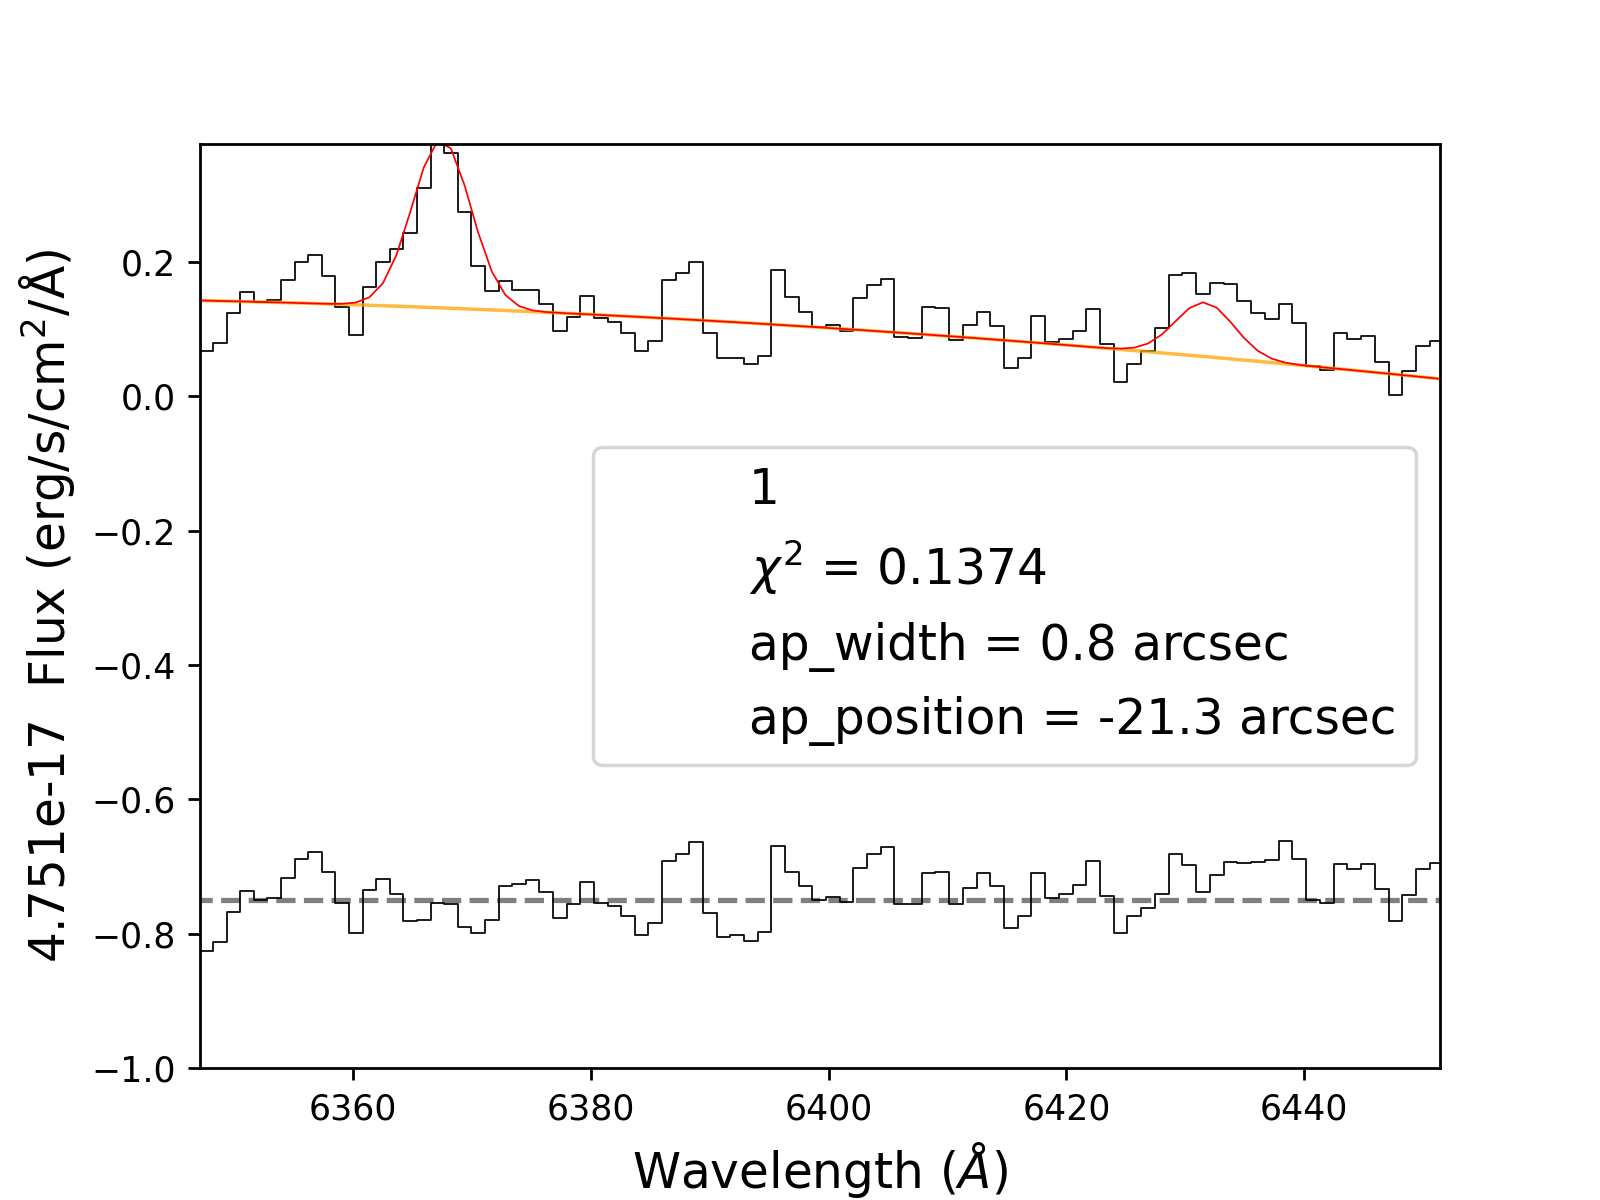 4.751e-17 Flux (erg/s/cm²/Å)
0.2
0.0
−0.2
−0.4
−0.6
−0.8
−1.0
1
χ² = 0.1374
ap_width = 0.8 arcsec
ap_position = -21.3 arcsec
6360 6380 6400 6420 6440
Wavelength (Å)